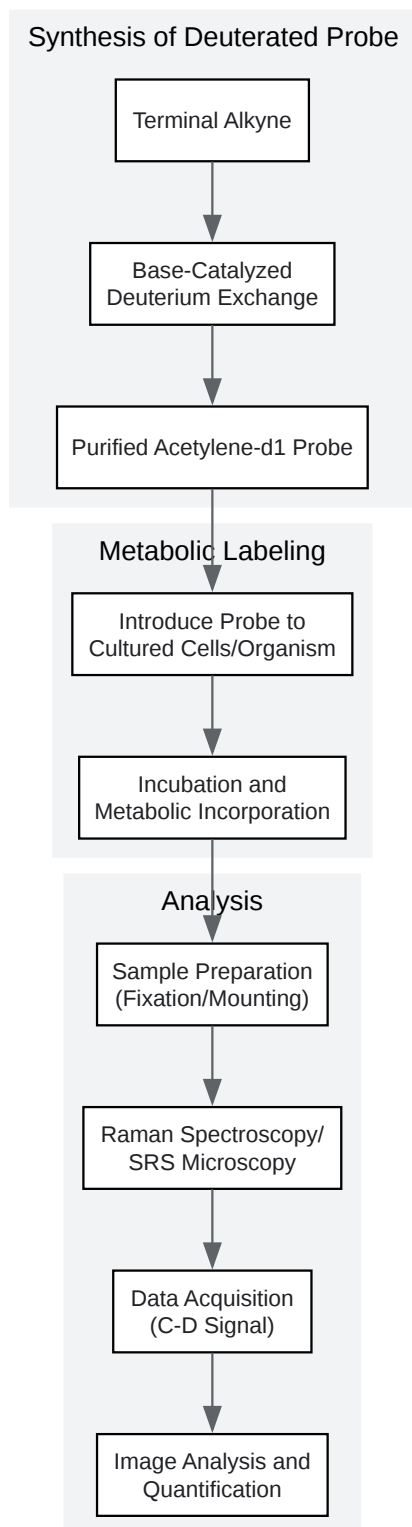 Synthesis of Deuterated Probe
Terminal Alkyne
Base-Catalyzed
Deuterium Exchange
Purified Acetylene-d1 Probe
Metabolic Labeling
Introduce Probe to
Cultured Cells/Organism
Incubation and
Metabolic Incorporation
Analysis
Sample Preparation
(Fixation/Mounting)
Raman Spectroscopy/
SRS Microscopy
Data Acquisition
(C-D Signal)
Image Analysis and
Quantification